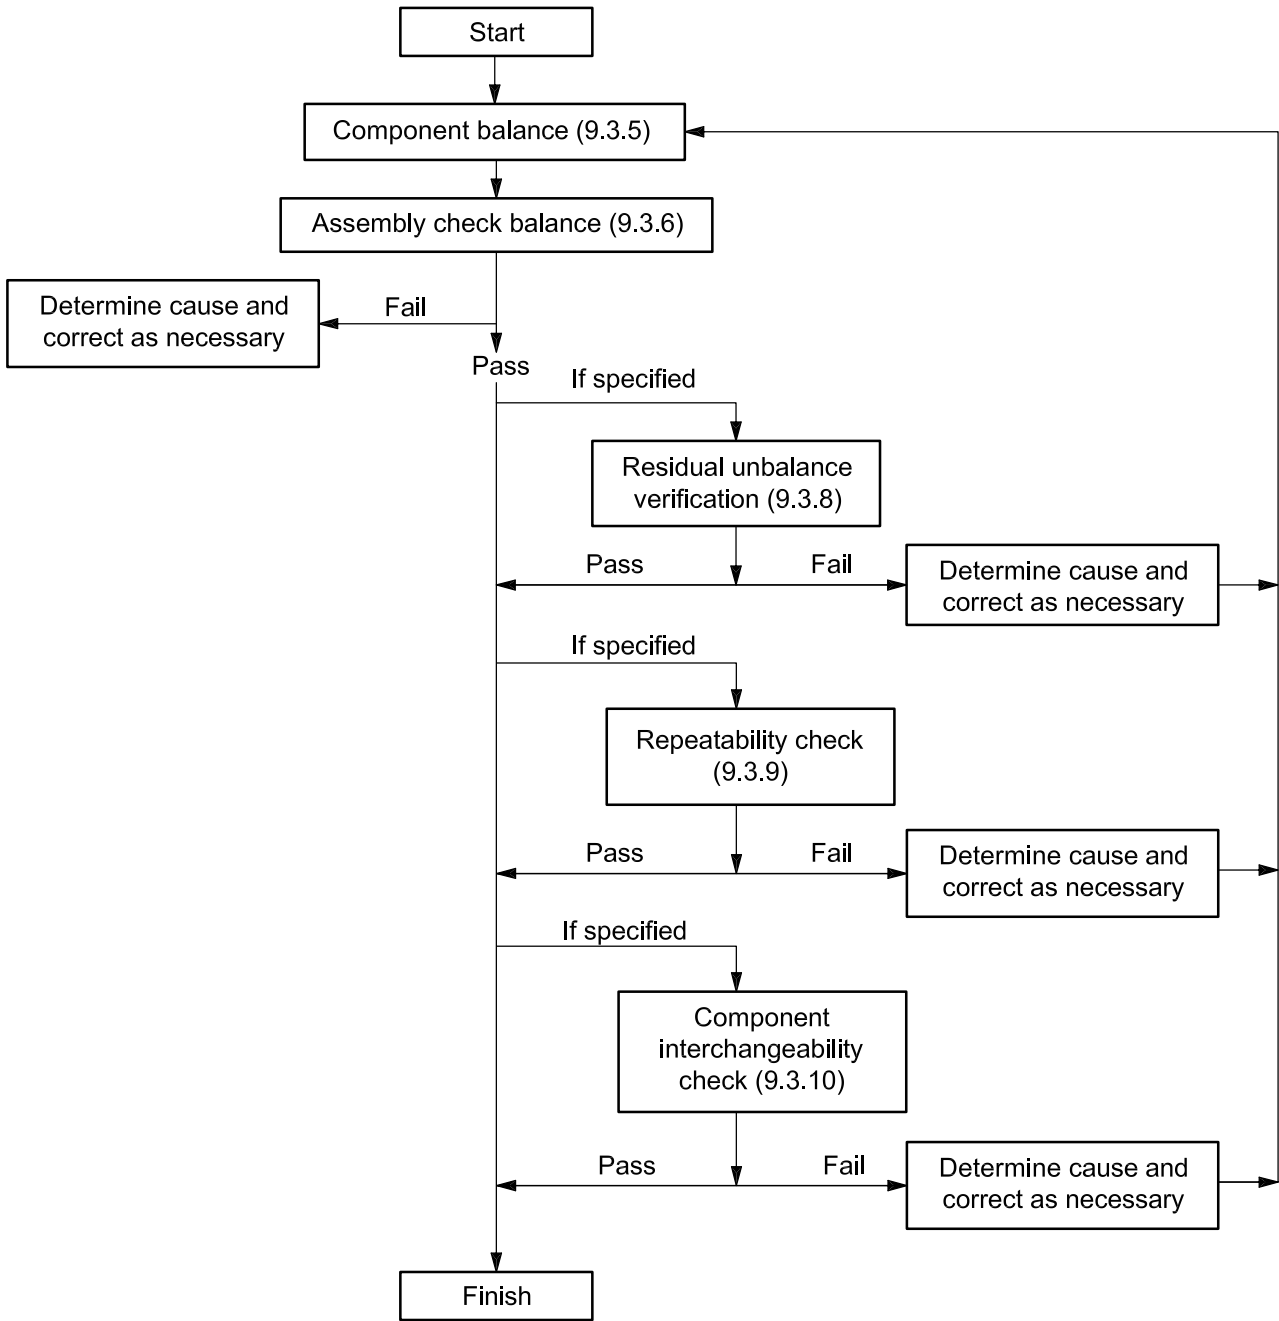 Start
Component balance (9.3.5)
Assembly check balance (9.3.6)
Determine cause and
correct as necessary
Fail
Pass
If specified
Residual unbalance
verification (9.3.8)
Pass
Fail
Determine cause and
correct as necessary
If specified
Repeatability check
(9.3.9)
Pass
Fail
Determine cause and
correct as necessary
If specified
Component
interchangeability
check (9.3.10)
Pass
Fail
Determine cause and
correct as necessary
Finish